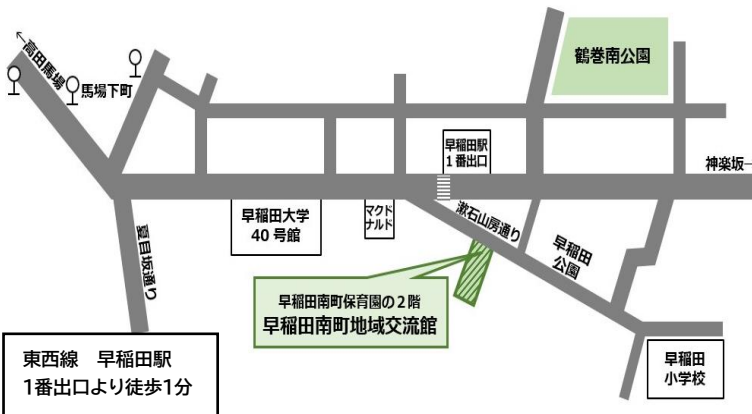 ↖高田馬場
馬場下町
鶴巻南公園
早稲田駅
1番出口
神楽坂→
早稲田大学
40号館
マクド
ナルド
漱石山房通り
早稲田
公園
夏目坂通り
早稲田南町保育園の2階
早稲田南町地域交流館
東西線 早稲田駅
1番出口より徒歩1分
早稲田
小学校